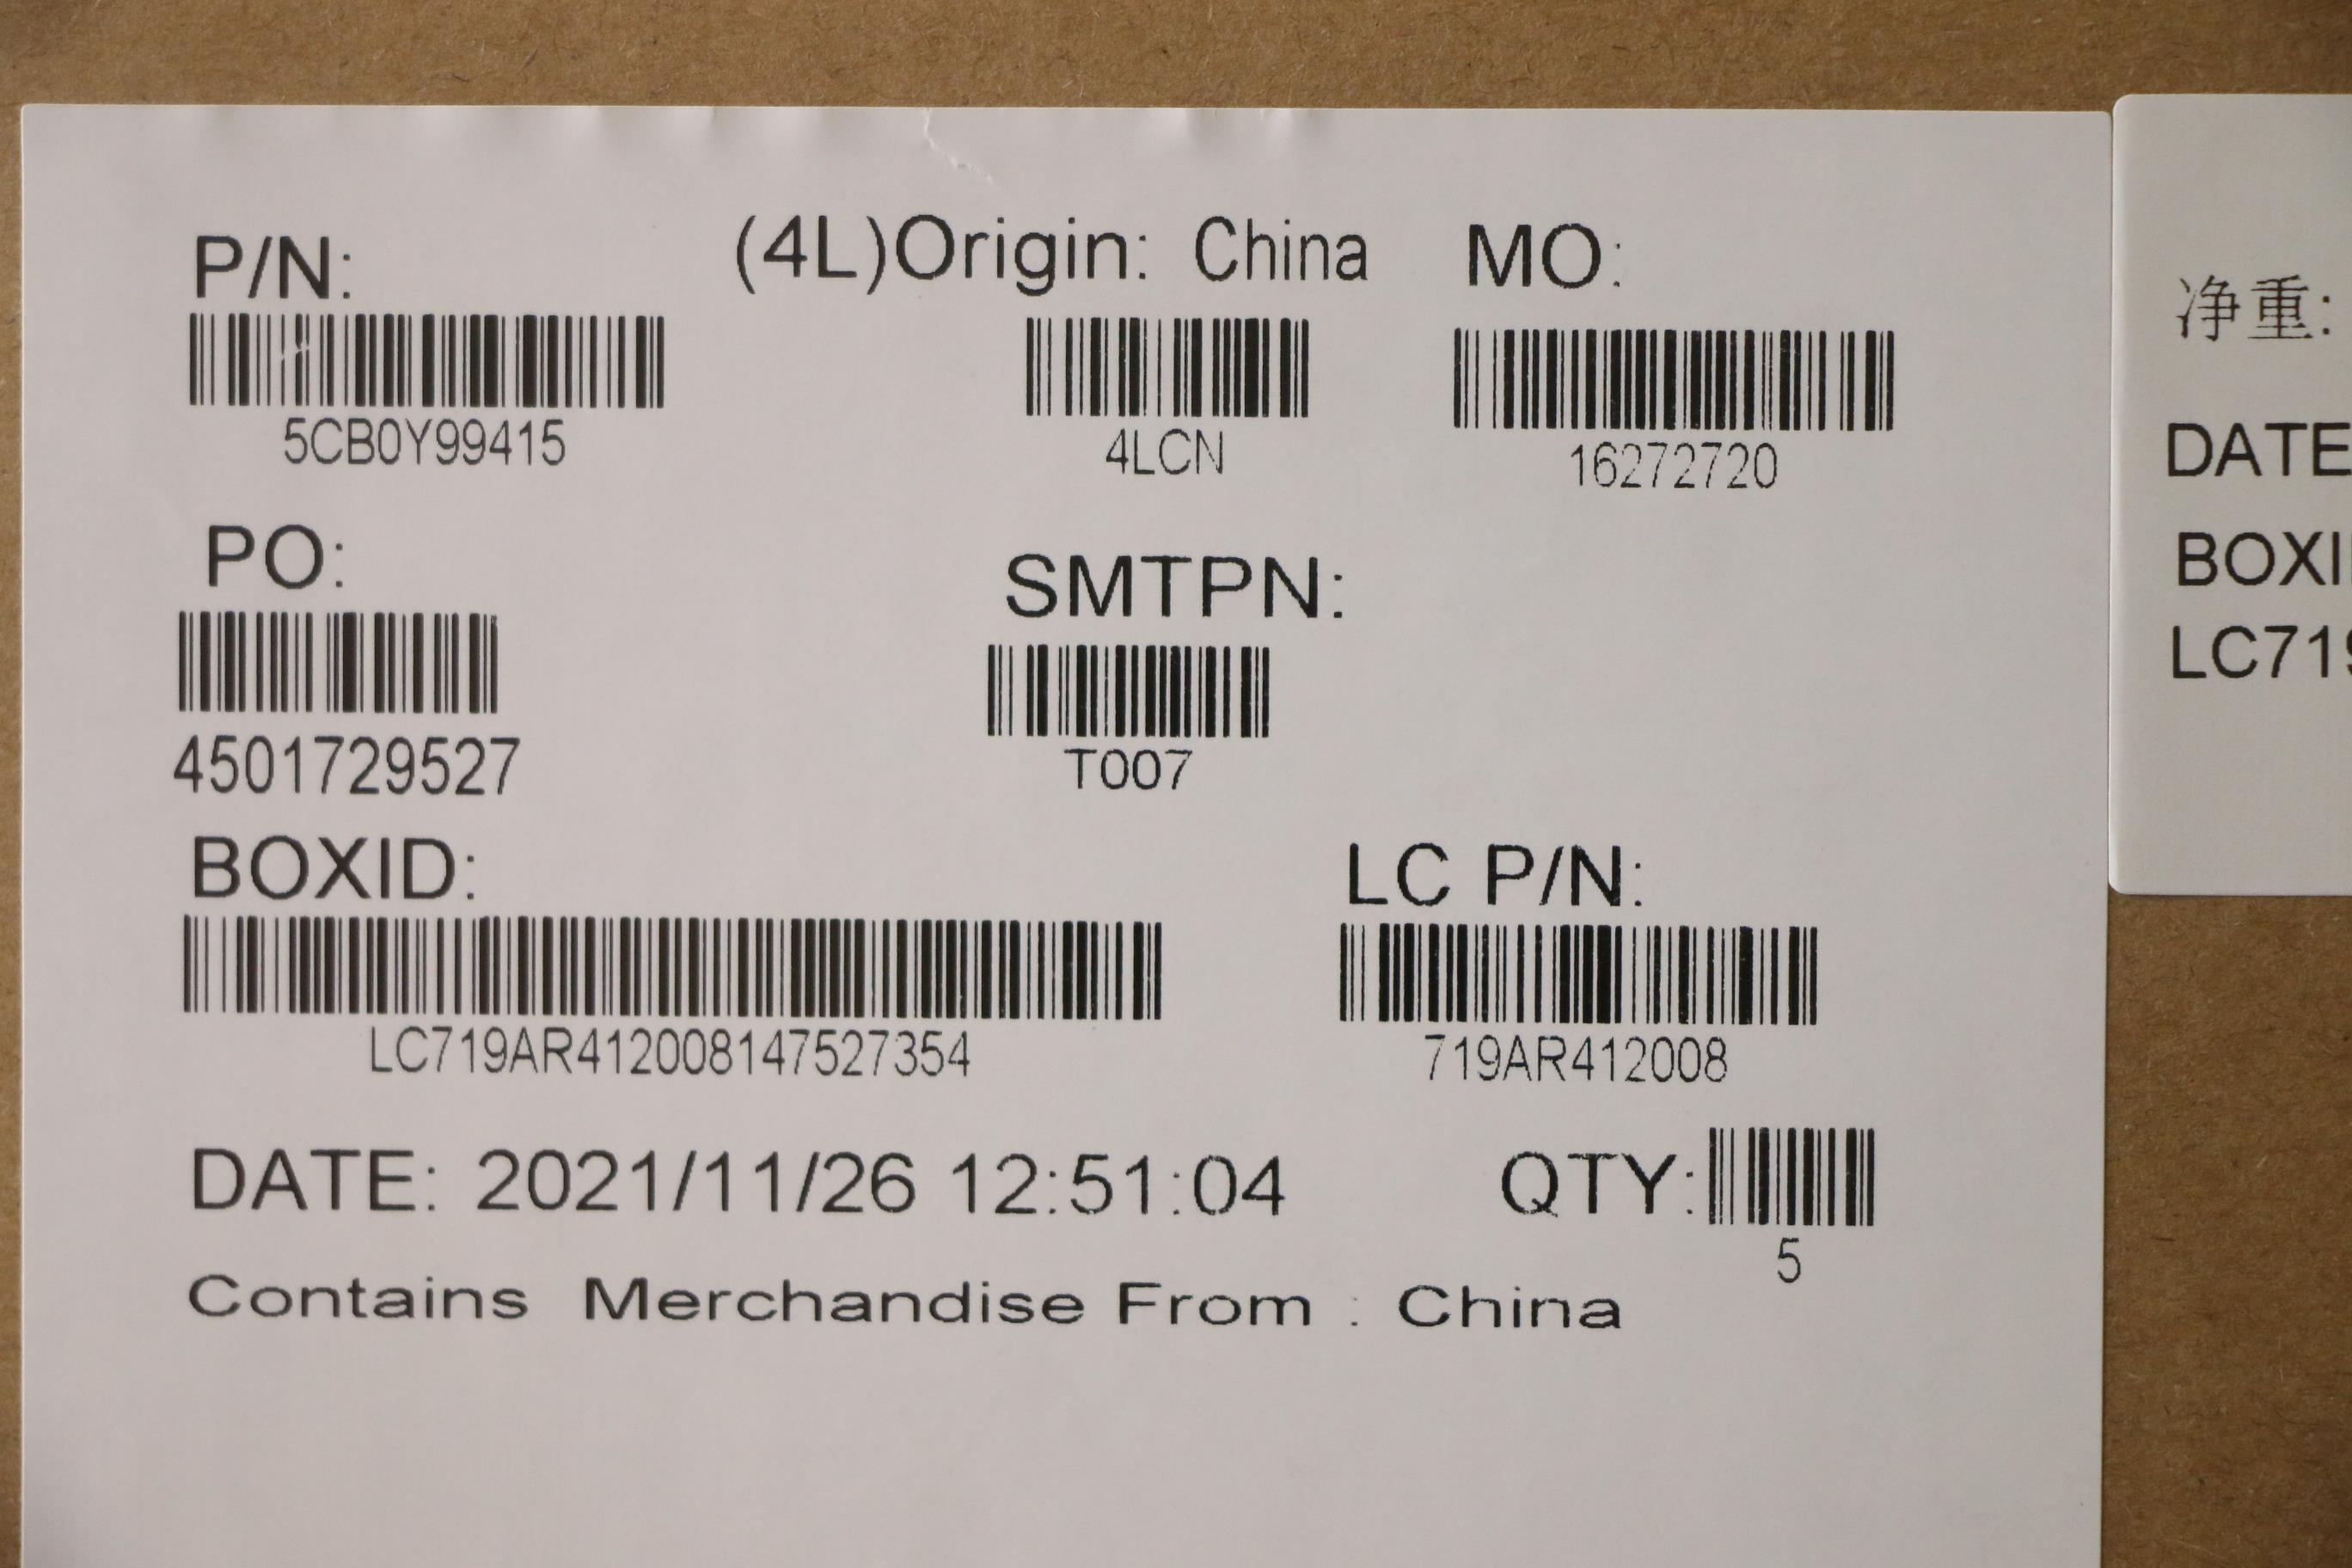 P/N:
(4L)Origin: China
MO:
5CB0Y99415
4LCN
16272720
PO:
SMTPN:
4501729527
T007
BOXID:
LC P/N:
LC719AR412008147527354
719AR412008
DATE: 2021/11/26 12:51:04
QTY:
5
Contains Merchandise From : China
净重:
DATE
BOXI
LC719